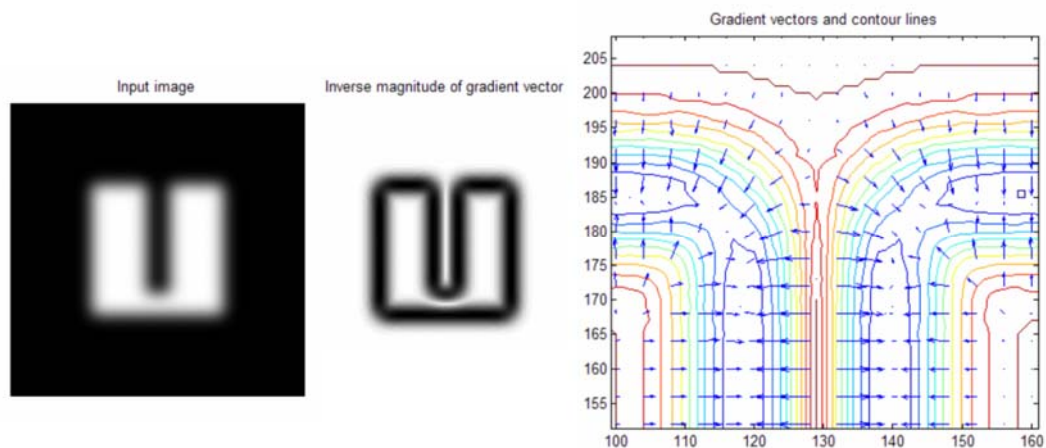 Input image
Inverse magnitude of gradient vector
Gradient vectors and contour lines
205
200
195
190
185
180
175
170
165
160
155
100 110 120 130 140 150 160